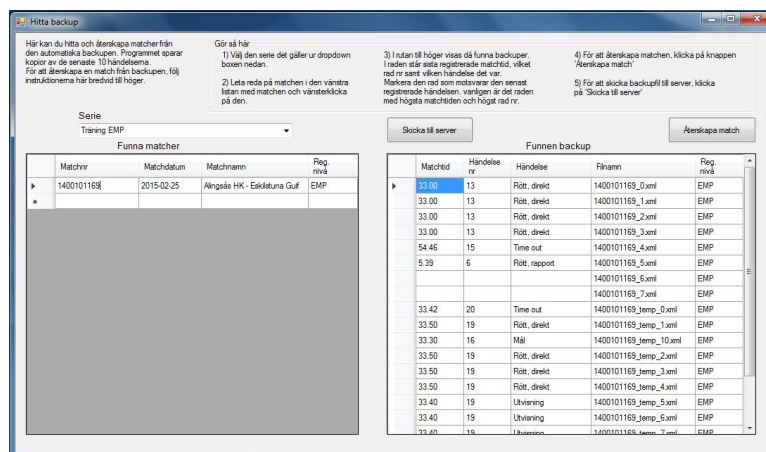 Hitta backup
Här kan du hitta och återskapa matcher från
den automatiska backupen. Programmet sparar
kopior av de senaste 10 händelserna.
För att återskapa en match från backupen, följ
instruktionerna här bredvid till höger.
Gör så här
1) Välj den serie det gäller ur dropdown
boxen nedan.
2) Leta reda på matchen i den vänstra
listan med matchen och vänsterklicka
på den.
3) I rutan till höger visas då funna backuper.
I raden står sista registrerade matchtid, vilket
rad nr samt vilken händelse det var.
Markera den rad som motsvarar den senast
registrerade händelsen. vanligen är det raden
med högsta matchtiden och högst rad nr.
4) För att återskapa matchen, klicka på knappen
'Återskapa match'
5) För att skicka backupfil till server, klicka
på 'Skicka till server'
Serie
Träning EMP
Skicka till server
Återskapa match
Funna matcher
Matchnr Matchdatum Matchnamn Reg. nivå
1400101169 2015-02-25 Alingsås HK - Eskilstuna Guif EMP
Funnen backup
Matchtid Händelse nr Händelse Filnamn Reg. nivå
33.00 13 Rött, direkt 1400101169_0.xml EMP
33.00 13 Rött, direkt 1400101169_1.xml EMP
33.00 13 Rött, direkt 1400101169_2.xml EMP
33.00 13 Rött, direkt 1400101169_3.xml EMP
54.46 15 Time out 1400101169_4.xml EMP
5.39 6 Rött, rapport 1400101169_5.xml EMP
1400101169_6.xml EMP
1400101169_7.xml EMP
33.42 20 Time out 1400101169_temp_0.xml EMP
33.50 19 Rött, direkt 1400101169_temp_1.xml EMP
33.30 16 Mål 1400101169_temp_10.xml EMP
33.50 19 Rött, direkt 1400101169_temp_2.xml EMP
33.50 19 Rött, direkt 1400101169_temp_3.xml EMP
33.50 19 Rött, direkt 1400101169_temp_4.xml EMP
33.40 19 Utvisning 1400101169_temp_5.xml EMP
33.40 19 Utvisning 1400101169_temp_6.xml EMP
33.40 19 Utvisning 1400101169_temp_7.xml EMP